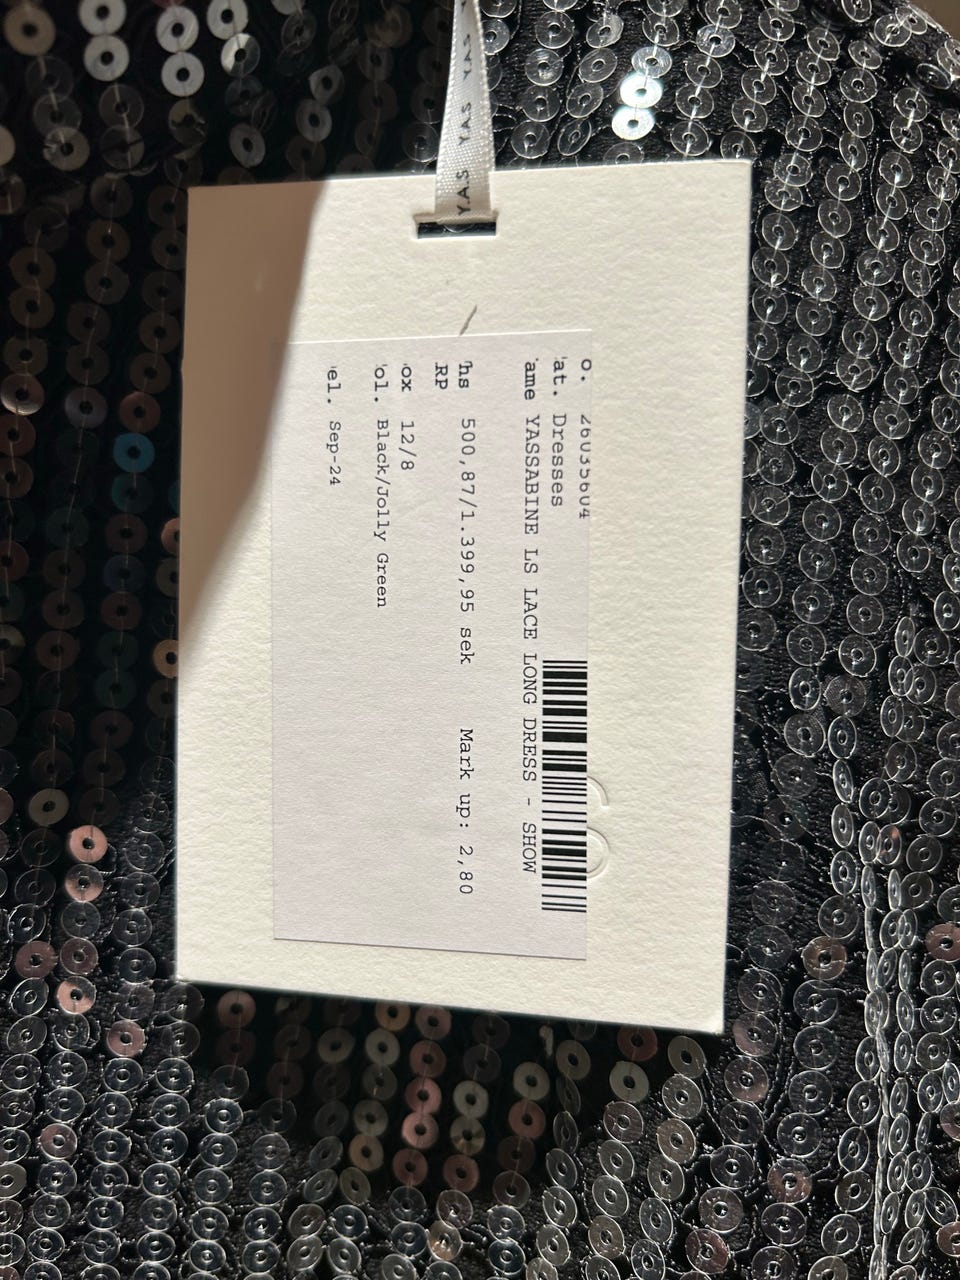 YAS YAS YAS
o. 26035604
at. Dresses
ame YASSABINE LS LACE LONG DRESS - SHOW
hs 500,87/1.399,95 sek Mark up: 2,80
RP
ox 12/8
ol. Black/Jolly Green
el. Sep-24